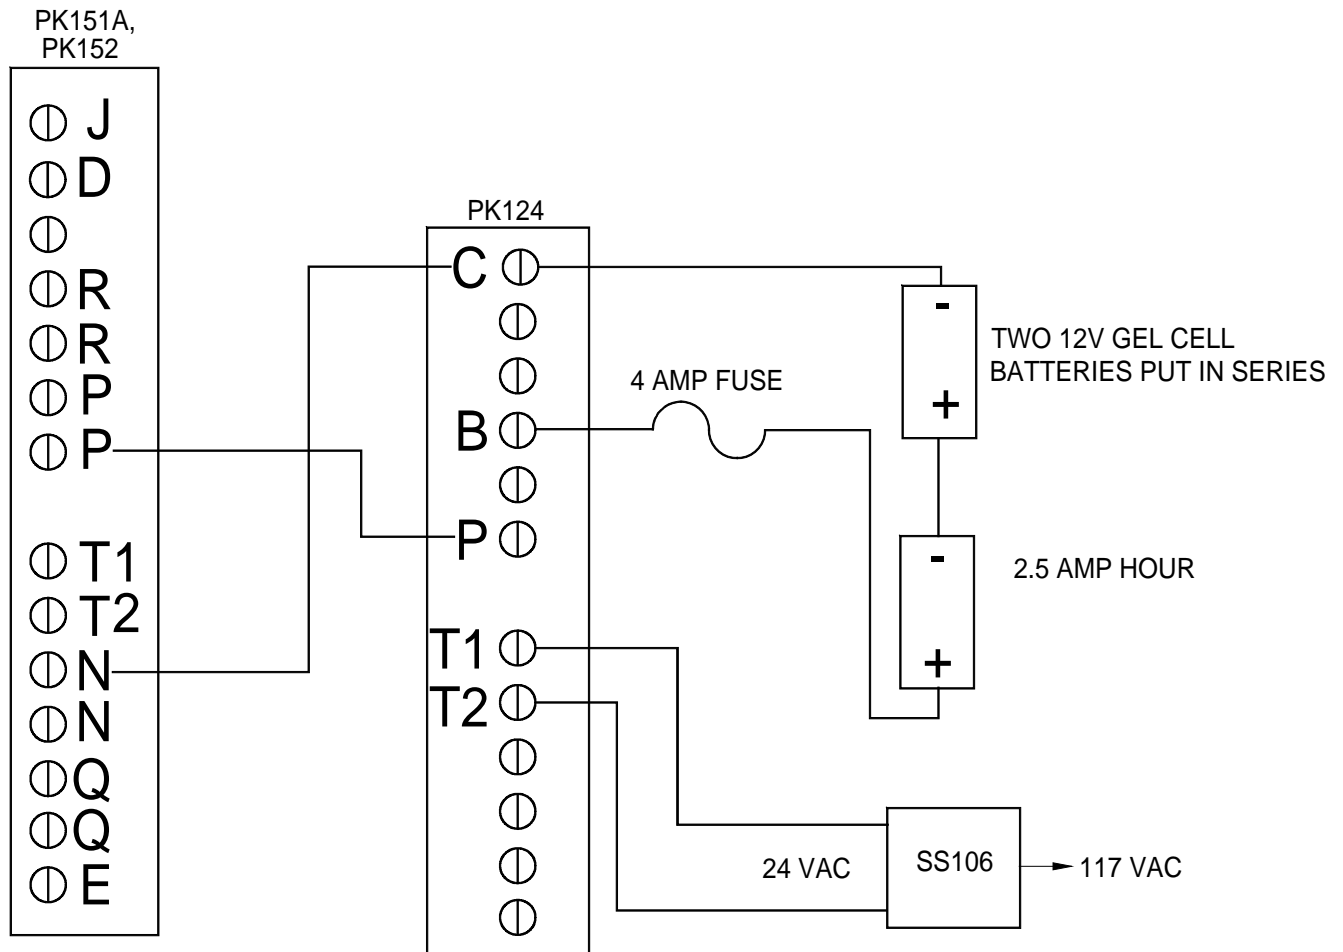 PK151A,
PK152
J
D
R
R
P
P
T1
T2
N
N
Q
Q
E
PK124
C
B
P
T1
T2
4 AMP FUSE
-
+
TWO 12V GEL CELL
BATTERIES PUT IN SERIES
-
+
2.5 AMP HOUR
24 VAC
SS106
117 VAC